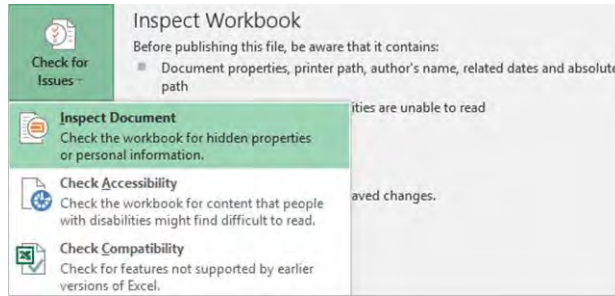 Inspect Workbook
Before publishing this file, be aware that it contains:
Document properties, printer path, author's name, related dates and absolute
path
Check for
Issues
ities are unable to read
Inspect Document
Check the workbook for hidden properties
or personal information.
aved changes.
Check Accessibility
Check the workbook for content that people
with disabilities might find difficult to read.
Check Compatibility
Check for features not supported by earlier
versions of Excel.